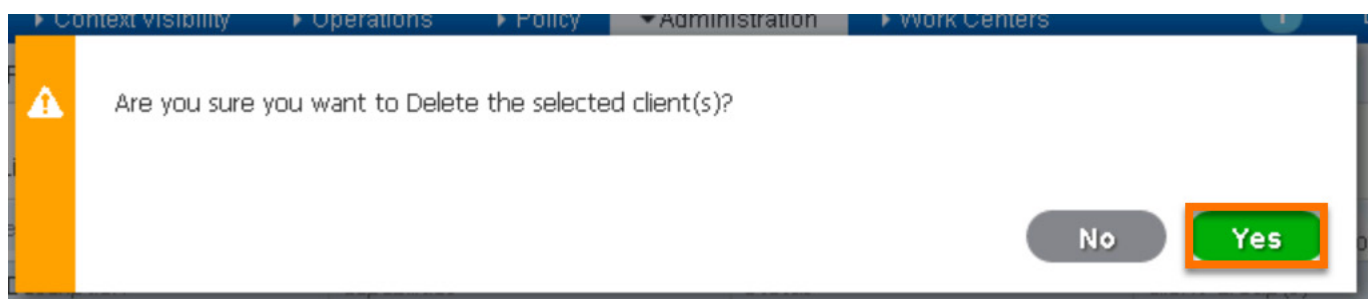 Context Visibility Operations Policy Administration Work Centers
Are you sure you want to Delete the selected client(s)?
No Yes